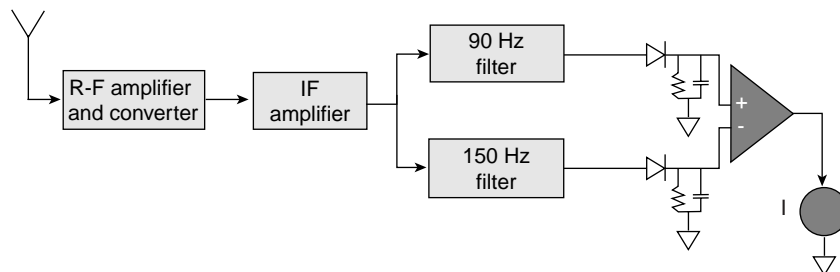 R-F amplifier
and converter
IF
amplifier
90 Hz
filter
150 Hz
filter
+
-
I